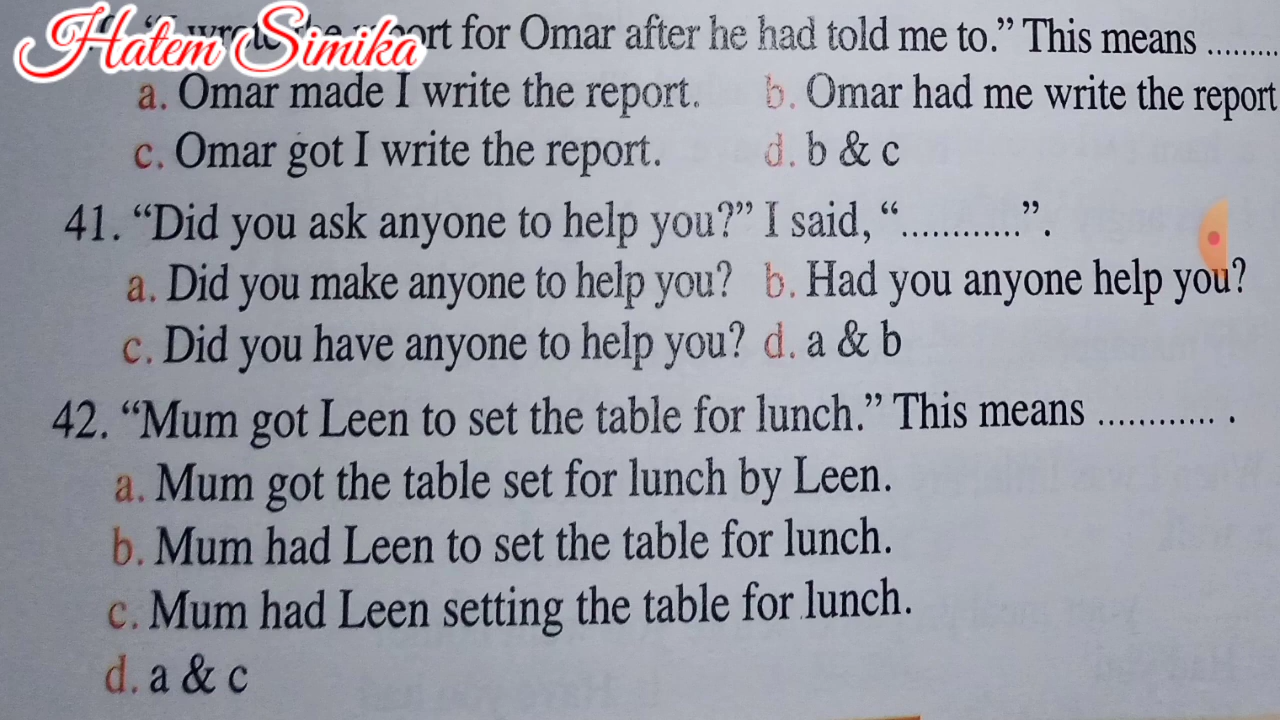 Hatem Simika
wrote the report for Omar after he had told me to.” This means .........
a. Omar made I write the report. b. Omar had me write the report
c. Omar got I write the report. d. b & c
41. “Did you ask anyone to help you?” I said, “............”.
a. Did you make anyone to help you? b. Had you anyone help you?
c. Did you have anyone to help you? d. a & b
42. “Mum got Leen to set the table for lunch.” This means ............ .
a. Mum got the table set for lunch by Leen.
b. Mum had Leen to set the table for lunch.
c. Mum had Leen setting the table for lunch.
d. a & c